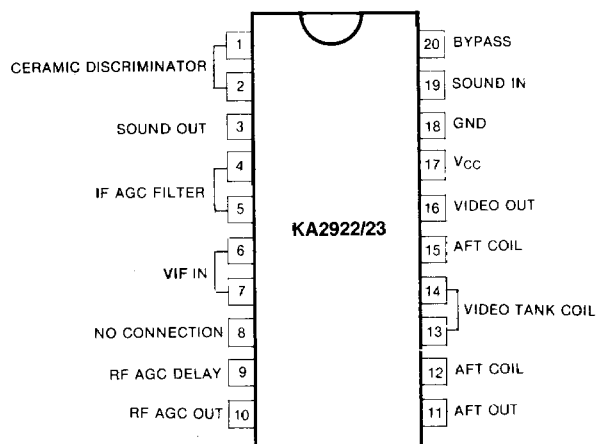 CERAMIC DISCRIMINATOR
1
2
SOUND OUT 3
IF AGC FILTER
4
5
VIF IN
6
7
NO CONNECTION 8
RF AGC DELAY 9
RF AGC OUT 10
KA2922/23
20 BYPASS
19 SOUND IN
18 GND
17 VCC
16 VIDEO OUT
15 AFT COIL
14
13
VIDEO TANK COIL
12 AFT COIL
11 AFT OUT